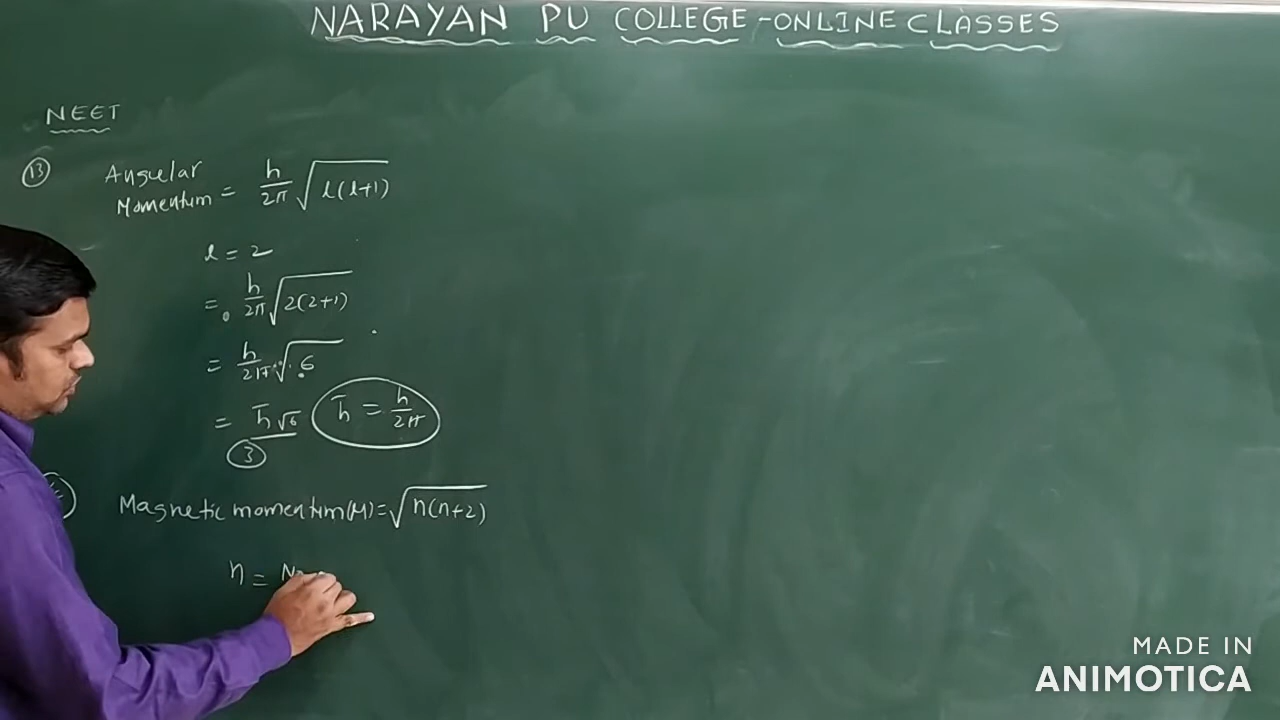 NARAYAN PU COLLEGE - ONLINE CLASSES
NEET
13 Angular Momentum = h/2π √l(l+1)
l = 2
= h/2π √2(2+1)
= h/2π √6
= ħ√6 ħ = h/2π
3
Magnetic momentum(M) = √n(n+2)
n =
MADE IN
ANIMOTICA